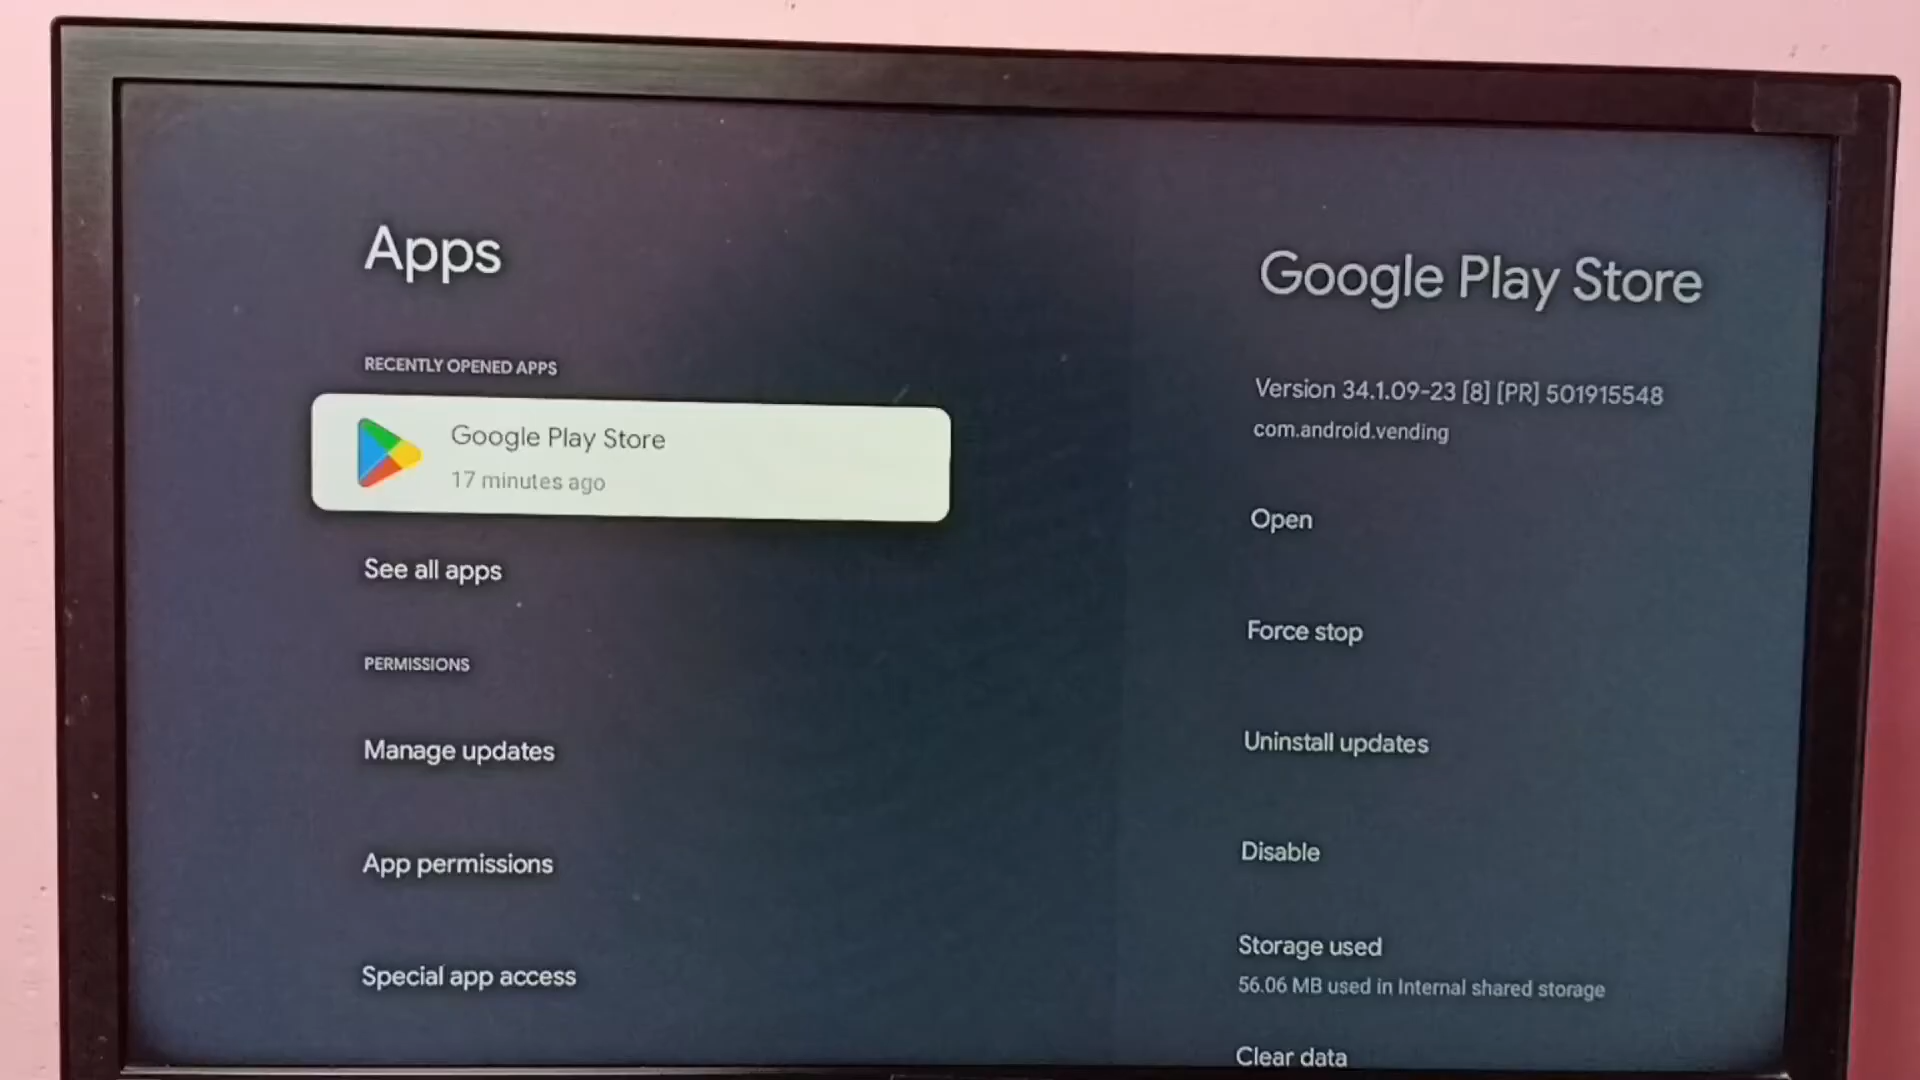 Apps
RECENTLY OPENED APPS
Google Play Store
17 minutes ago
See all apps
PERMISSIONS
Manage updates
App permissions
Special app access
Google Play Store
Version 34.1.09-23 [8] [PR] 501915548
com.android.vending
Open
Force stop
Uninstall updates
Disable
Storage used
56.06 MB used in Internal shared storage
Clear data